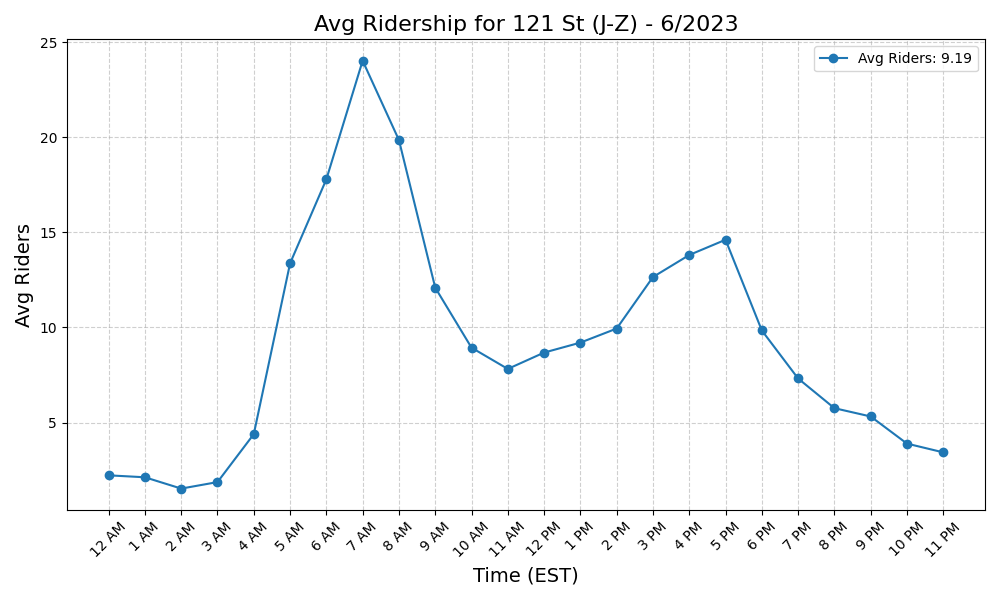 Avg Ridership for 121 St (J-Z) - 6/2023
Avg Riders: 9.19
Avg Riders
25
20
15
10
5
12 AM
1 AM
2 AM
3 AM
4 AM
5 AM
6 AM
7 AM
8 AM
9 AM
10 AM
11 AM
12 PM
1 PM
2 PM
3 PM
4 PM
5 PM
6 PM
7 PM
8 PM
9 PM
10 PM
11 PM
Time (EST)